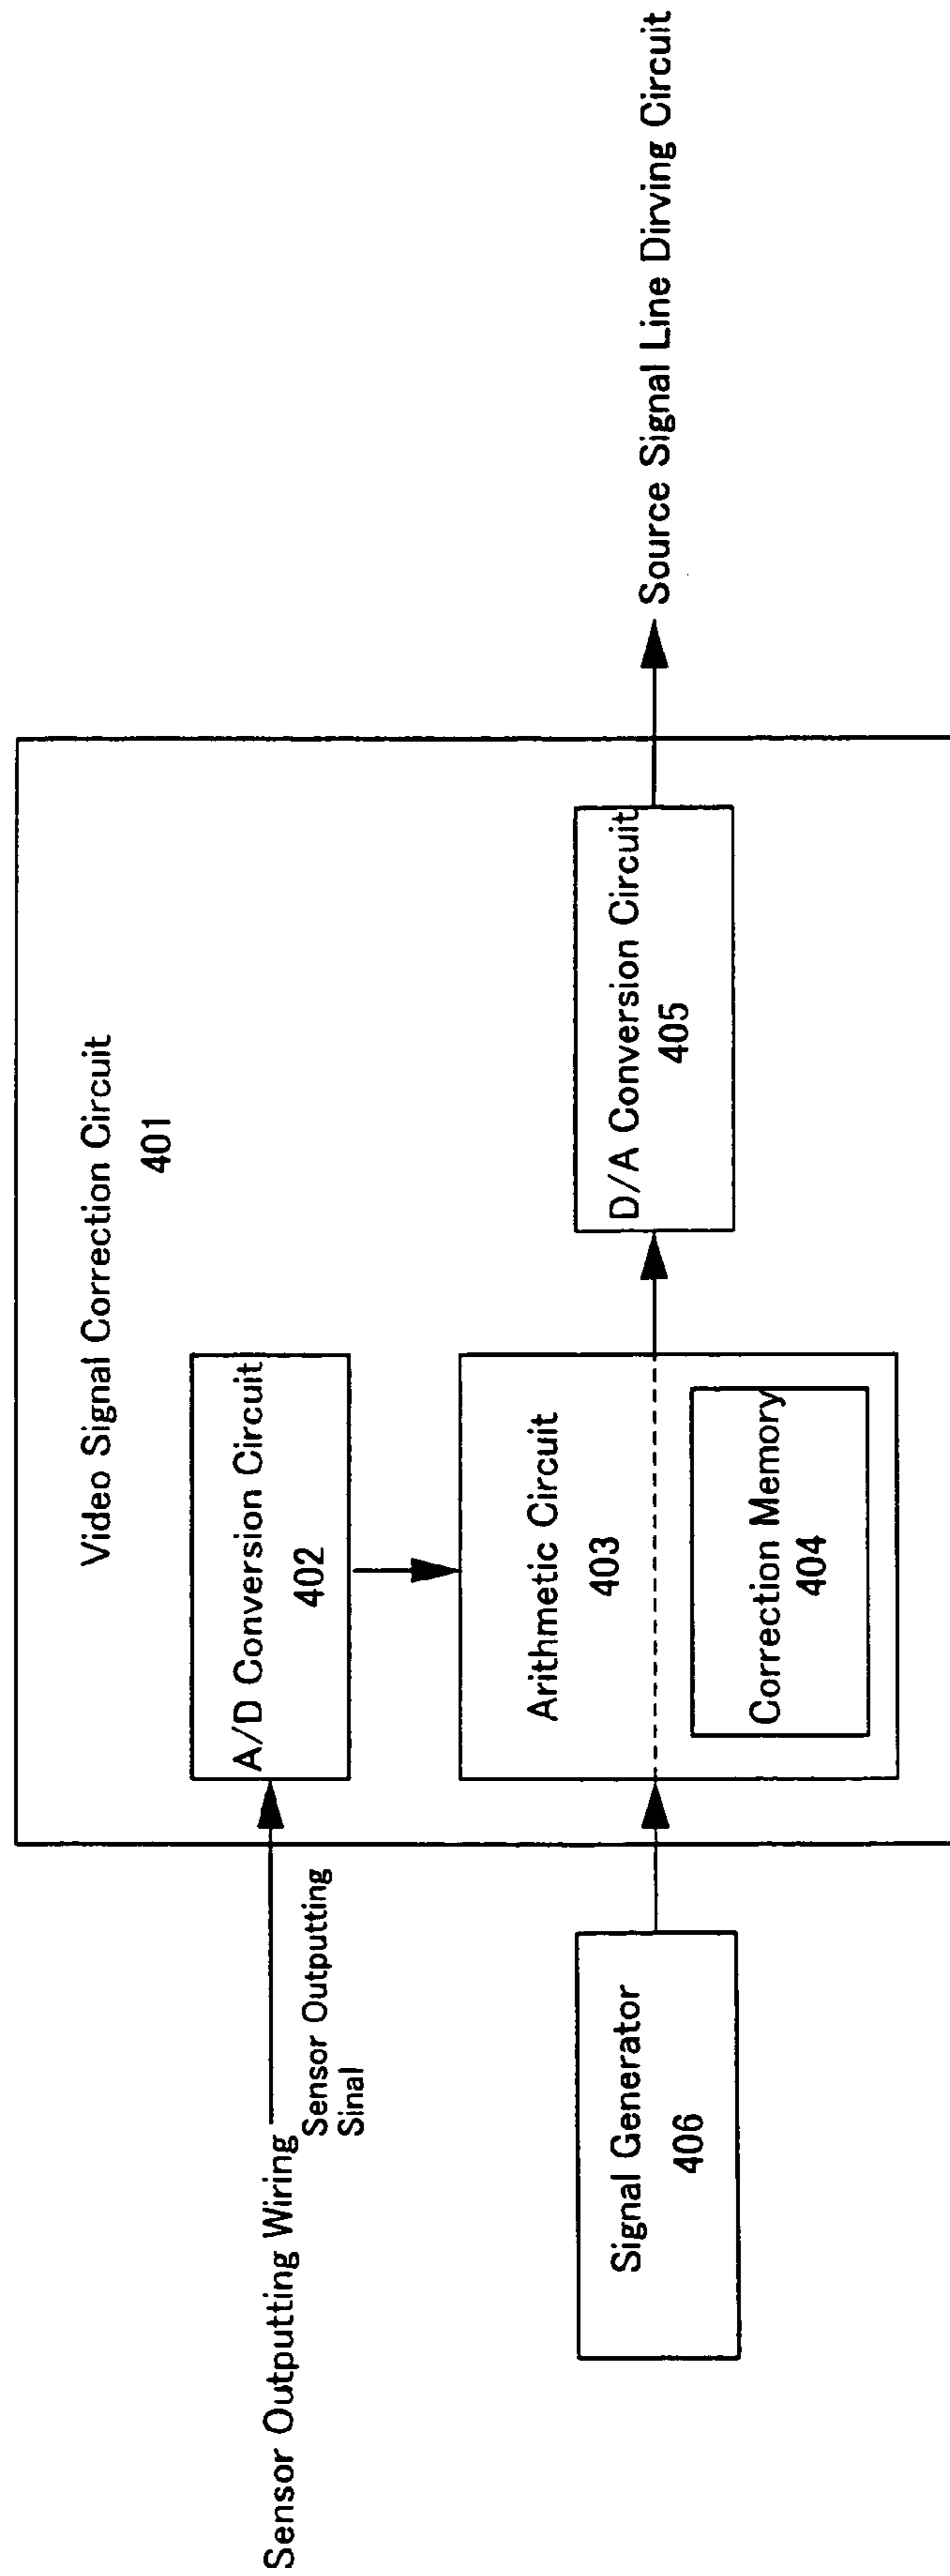 Video Signal Correction Circuit
401
Sensor Outputting Wiring
Sensor Outputting
Sinal
A/D Conversion Circuit
402
Signal Generator
406
Arithmetic Circuit
403
Correction Memory
404
D/A Conversion Circuit
405
Source Signal Line Dirving Circuit